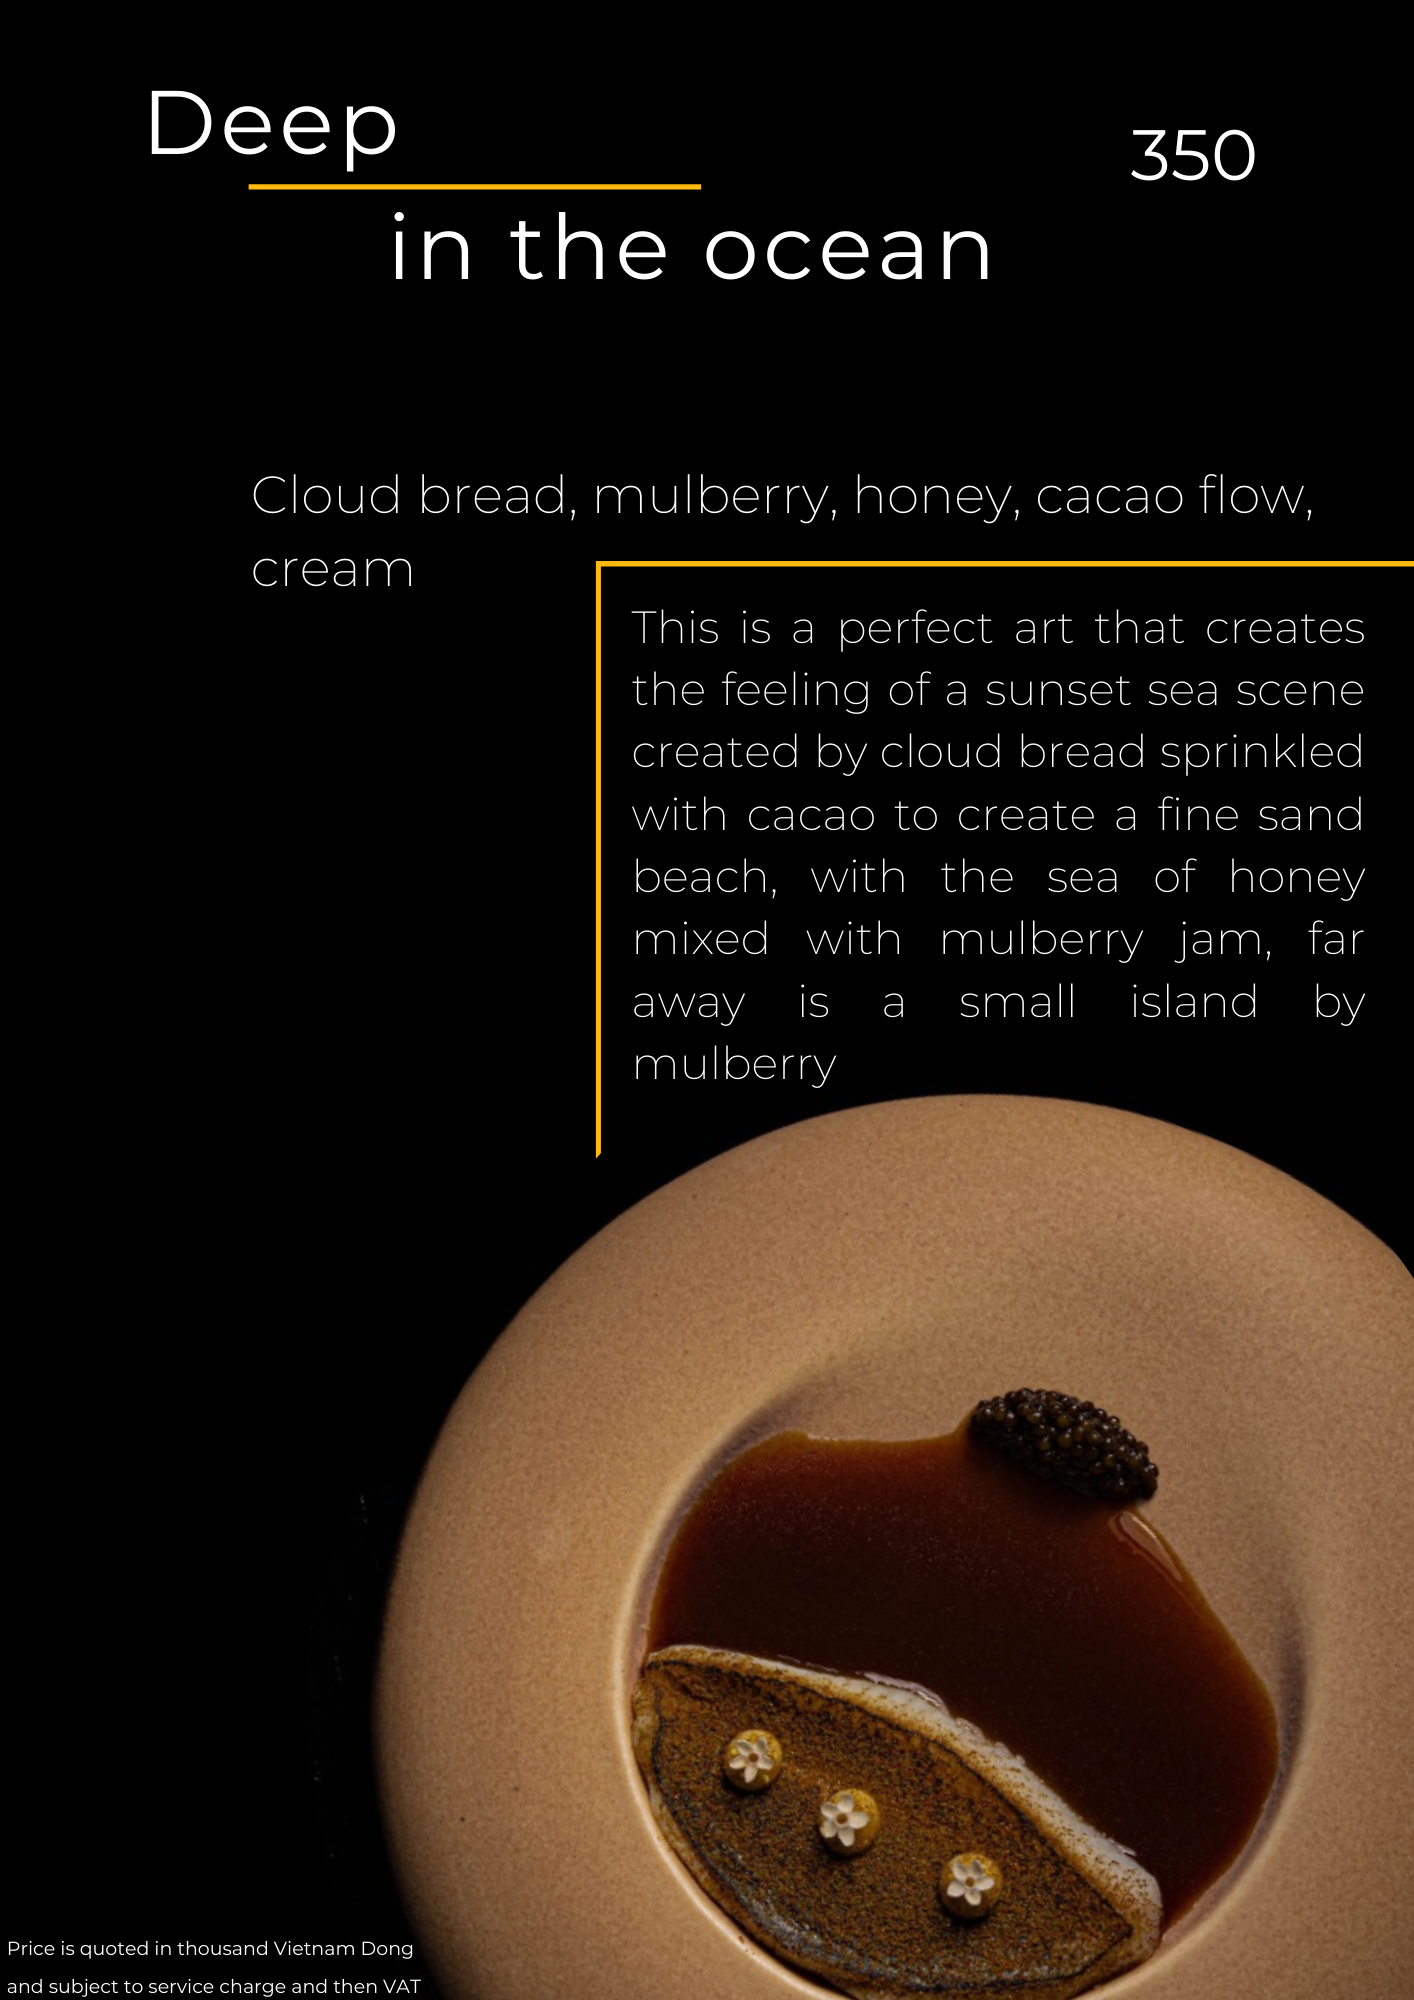 Deep
350
in the ocean
Cloud bread, mulberry, honey, cacao flow,
cream
This is a perfect art that creates
the feeling of a sunset sea scene
created by cloud bread sprinkled
with cacao to create a fine sand
beach, with the sea of honey
mixed with mulberry jam, far
away is a small island by
mulberry
Price is quoted in thousand Vietnam Dong
and subject to service charge and then VAT